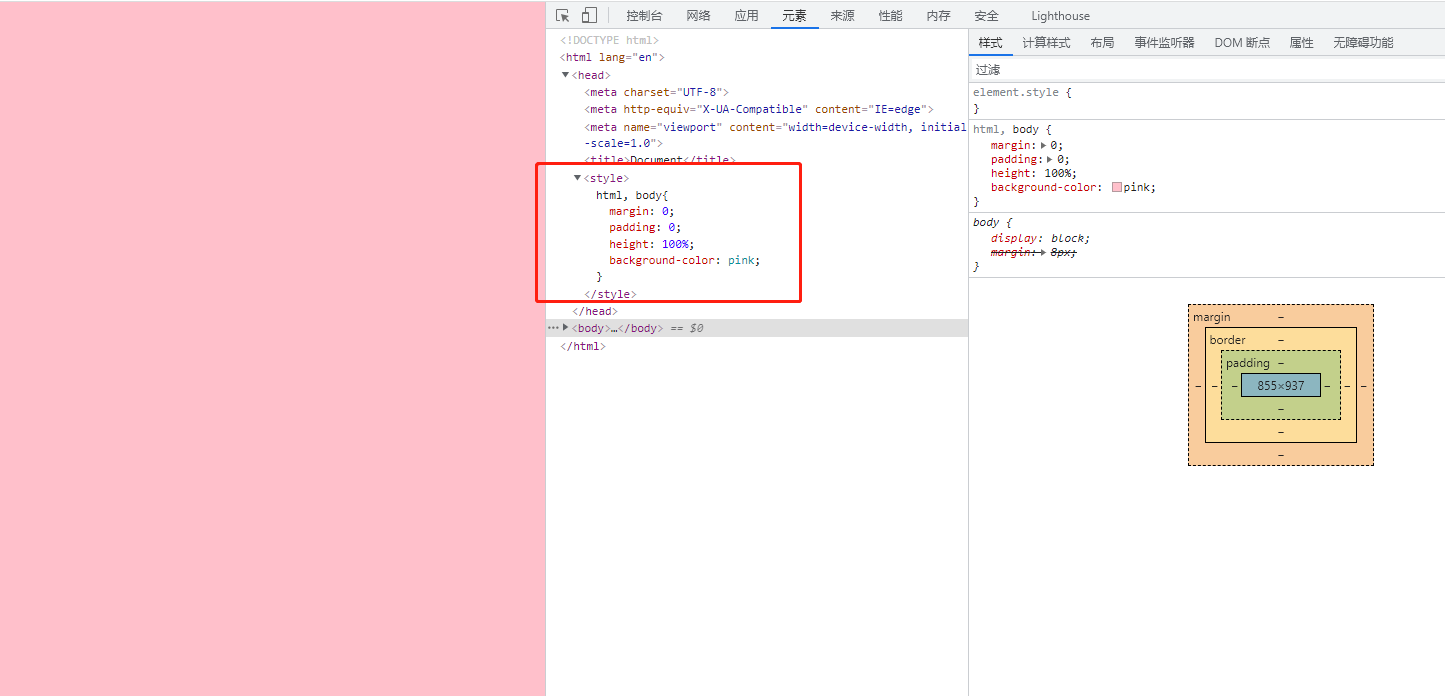 控制台 网络 应用 元素 来源 性能 内存 安全 Lighthouse
<!DOCTYPE html>
<html lang="en">
<head>
<meta charset="UTF-8">
<meta http-equiv="X-UA-Compatible" content="IE=edge">
<meta name="viewport" content="width=device-width, initial
-scale=1.0">
<title>Document</title>
<style>
html, body{
margin: 0;
padding: 0;
height: 100%;
background-color: pink;
}
</style>
</head>
<body>…</body> == $0
</html>
样式 计算样式 布局 事件监听器 DOM 断点 属性 无障碍功能
过滤
element.style {
}
html, body {
margin: 0;
padding: 0;
height: 100%;
background-color: pink;
}
body {
display: block;
margin: 8px;
}
margin –
border –
padding –
– – – 855×937 – – –
–
–
–